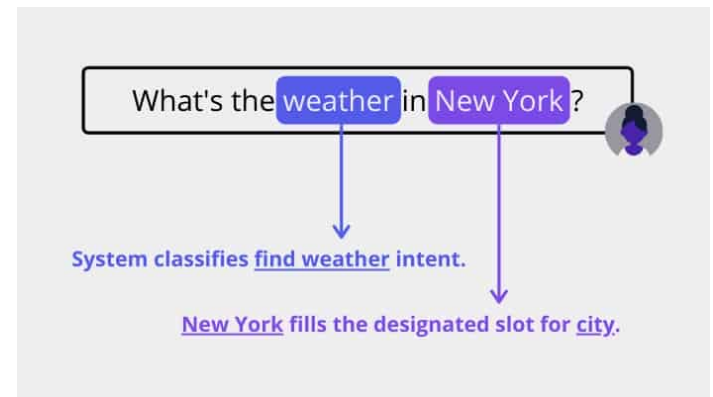 What's the weather in New York?
System classifies find weather intent.
New York fills the designated slot for city.